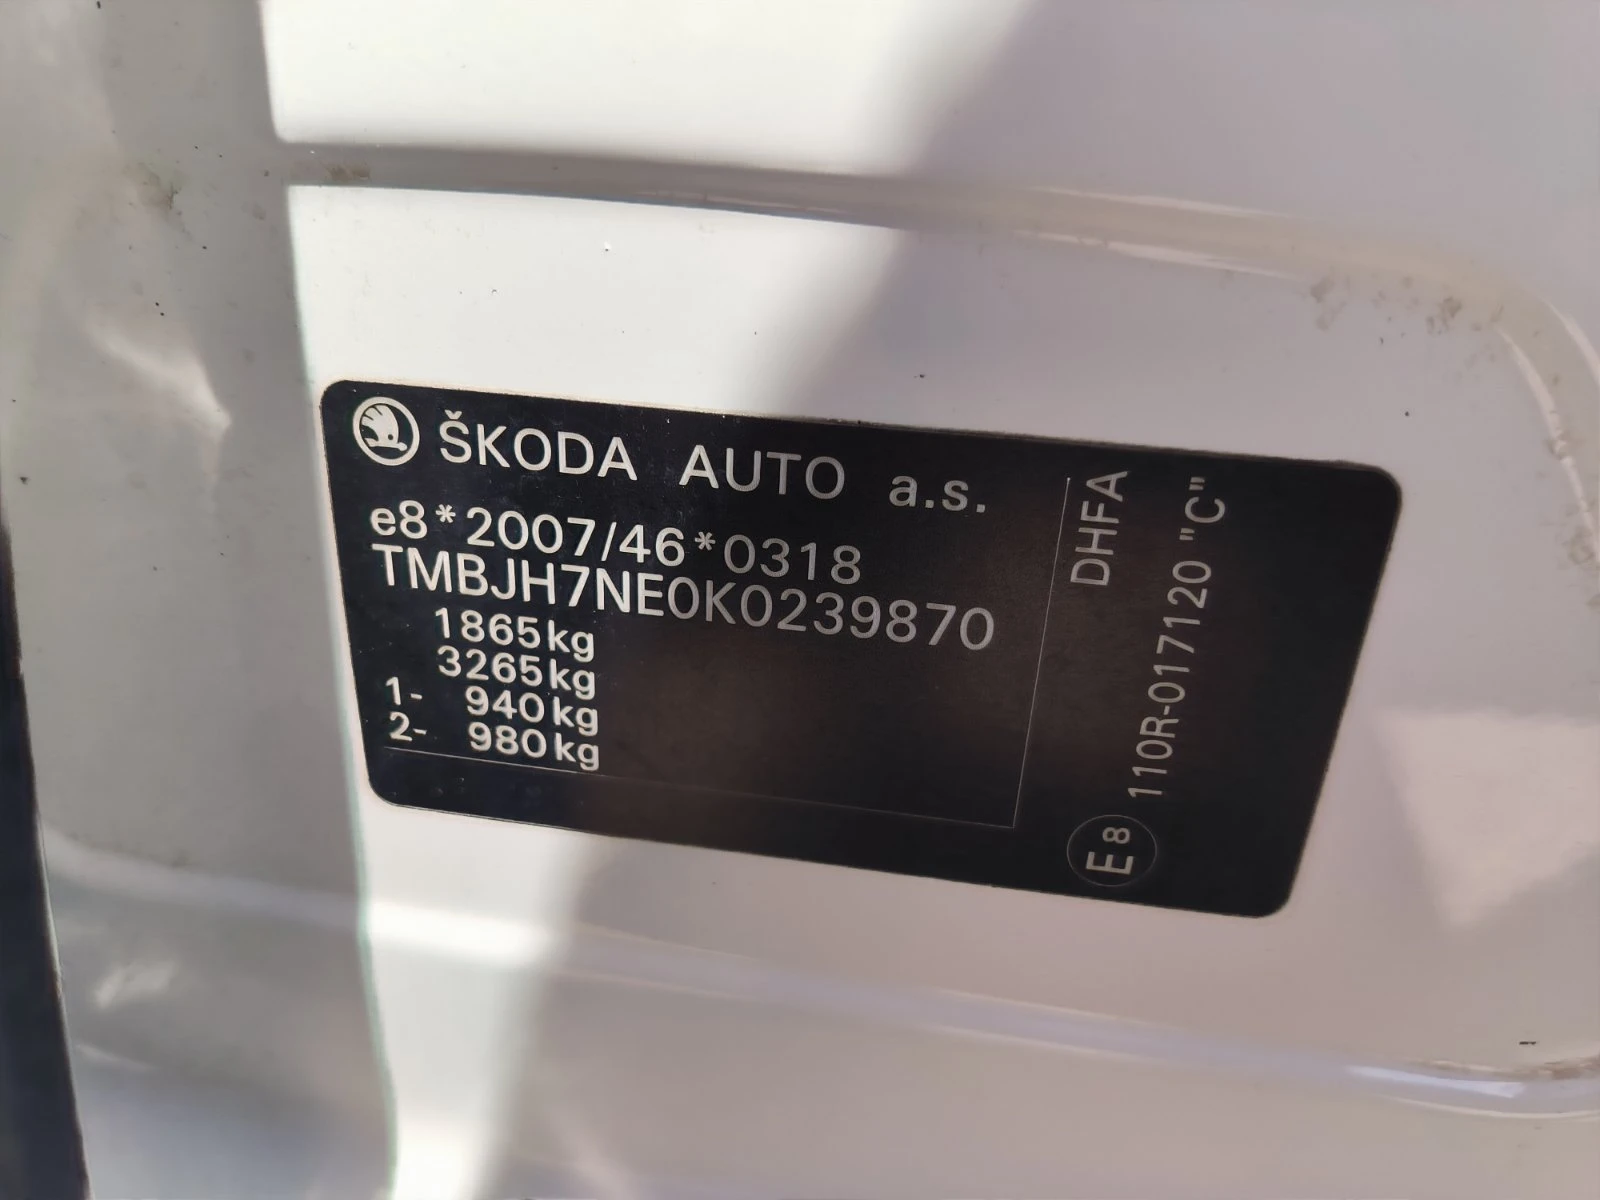 ŠKODA AUTO a.s.
e8*2007/46*0318
TMBJH7NE0K0239870
1865kg
3265kg
1- 940kg
2- 980kg
DHFA
E8 110R-017120 "C"